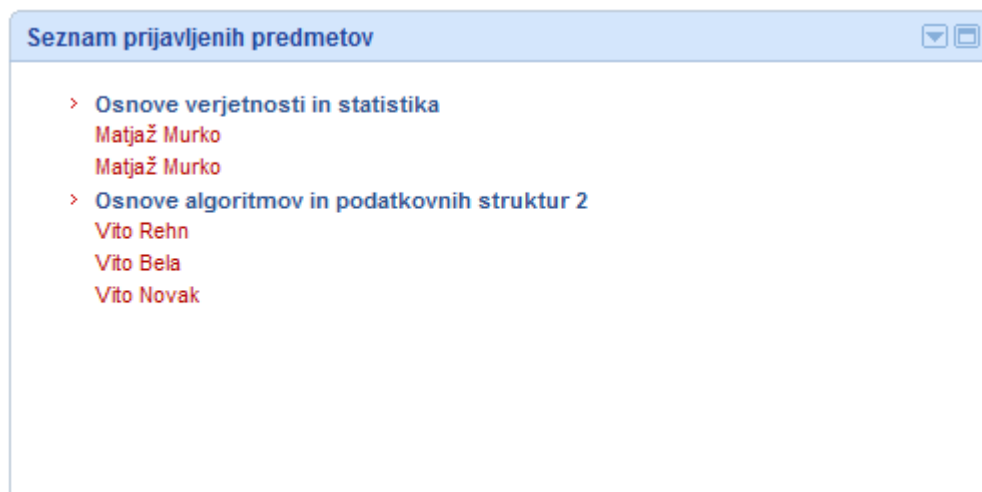 Seznam prijavljenih predmetov
Osnove verjetnosti in statistika
Matjaž Murko
Matjaž Murko
Osnove algoritmov in podatkovnih struktur 2
Vito Rehn
Vito Bela
Vito Novak